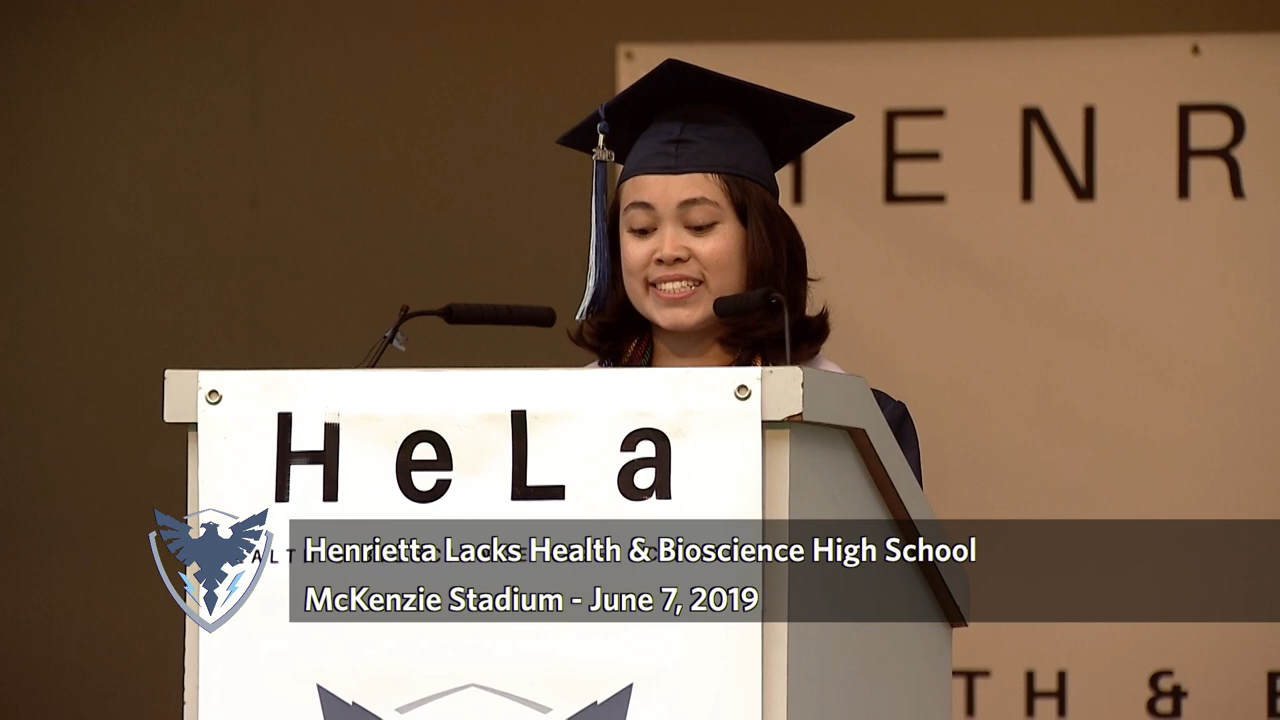 HENR
HeLa
Henrietta Lacks Health & Bioscience High School
McKenzie Stadium - June 7, 2019
TH & E